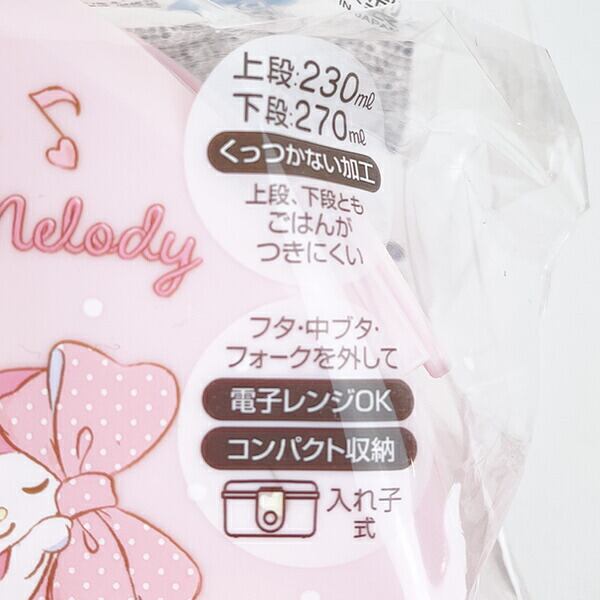 IN JAPAN
上段:230ml
下段:270ml
くっつかない加工
上段、下段とも
ごはんが
つきにくい
Melody
フタ・中ブタ・
フォークを外して
電子レンジOK
コンパクト収納
入れ子
式